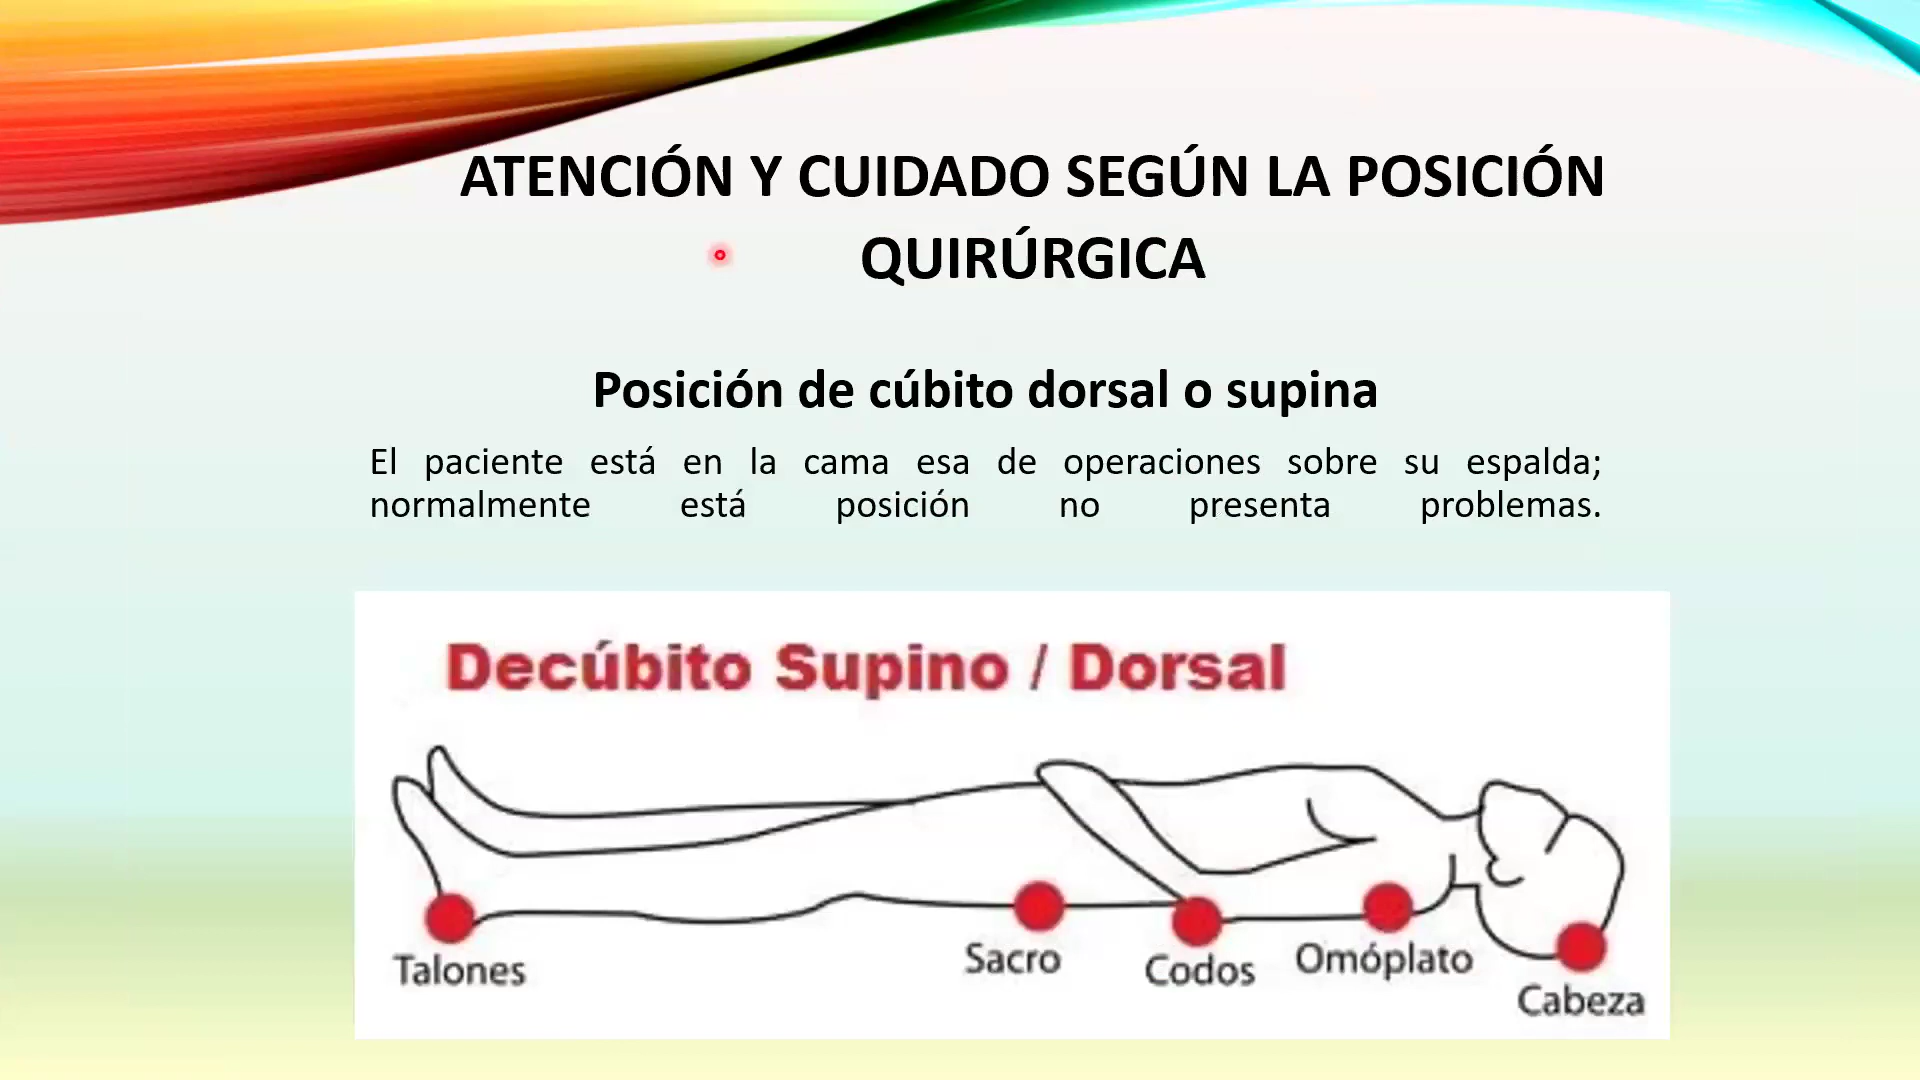 ATENCIÓN Y CUIDADO SEGÚN LA POSICIÓN
QUIRÚRGICA
Posición de cúbito dorsal o supina
El paciente está en la cama esa de operaciones sobre su espalda;
normalmente está posición no presenta problemas.
Decúbito Supino / Dorsal
Talones
Sacro
Codos
Omóplato
Cabeza